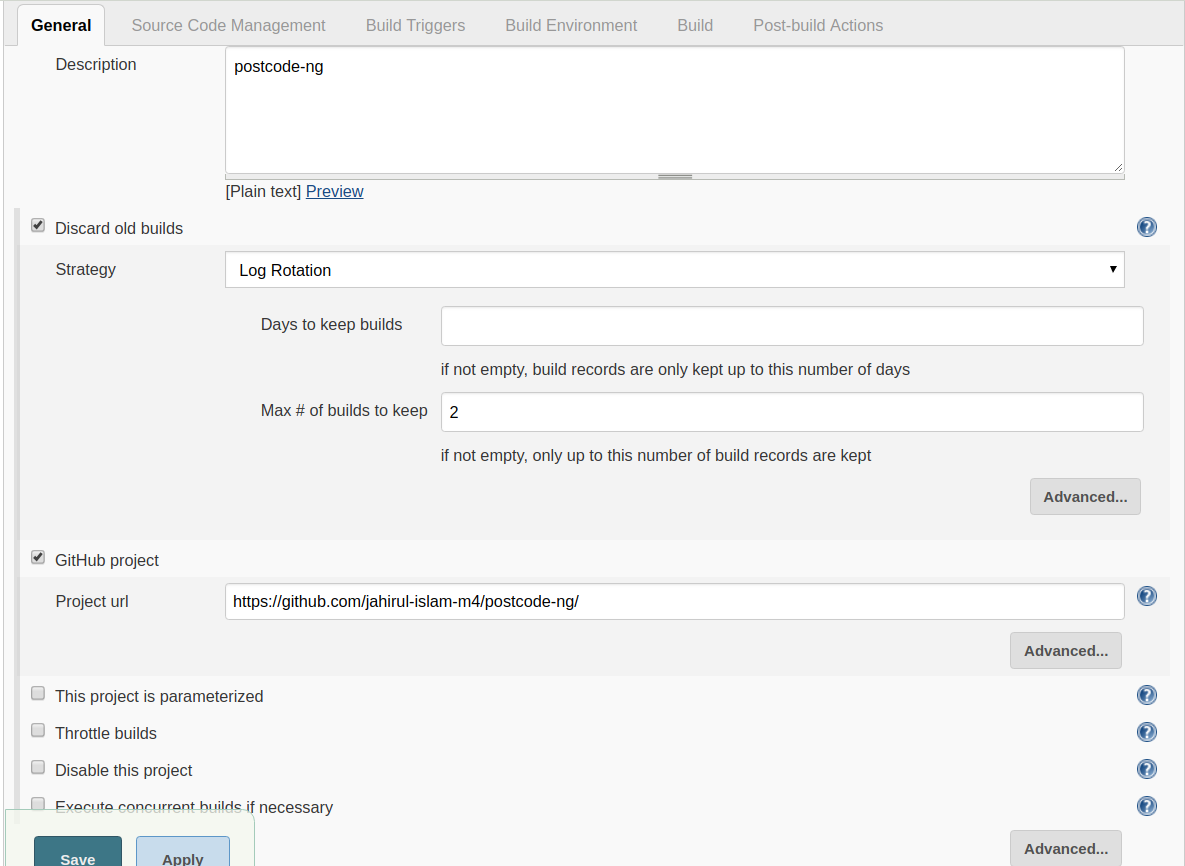 General Source Code Management Build Triggers Build Environment Build Post-build Actions
Description postcode-ng
[Plain text] Preview
Discard old builds ?
Strategy Log Rotation
Days to keep builds
if not empty, build records are only kept up to this number of days
Max # of builds to keep 2
if not empty, only up to this number of build records are kept
Advanced...
GitHub project
Project url https://github.com/jahirul-islam-m4/postcode-ng/ ?
Advanced...
This project is parameterized ?
Throttle builds ?
Disable this project ?
Execute concurrent builds if necessary ?
Advanced...
Save Apply